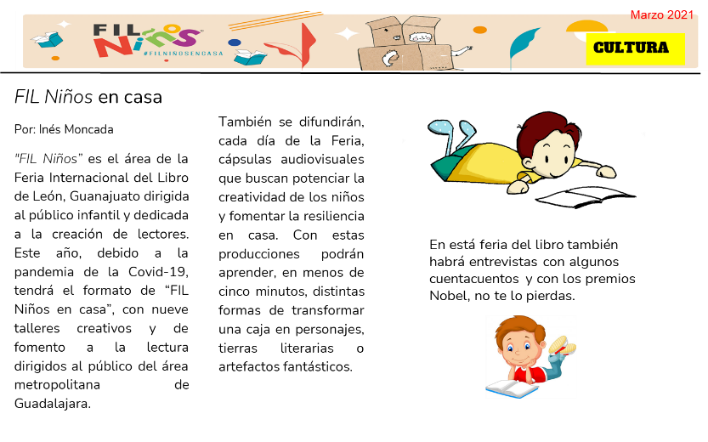 Marzo 2021
FIL
Niños
#FILNIÑOSENCASA
CULTURA
FIL Niños en casa
Por: Inés Moncada
"FIL Niños" es el área de la
Feria Internacional del Libro
de León, Guanajuato dirigida
al público infantil y dedicada
a la creación de lectores.
Este año, debido a la
pandemia de la Covid-19,
tendrá el formato de "FIL
Niños en casa", con nueve
talleres creativos y de
fomento a la lectura
dirigidos al público del área
metropolitana de
Guadalajara.
También se difundirán,
cada día de la Feria,
cápsulas audiovisuales
que buscan potenciar la
creatividad de los niños
y fomentar la resiliencia
en casa. Con estas
producciones podrán
aprender, en menos de
cinco minutos, distintas
formas de transformar
una caja en personajes,
tierras literarias o
artefactos fantásticos.
En está feria del libro también
habrá entrevistas con algunos
cuentacuentos y con los premios
Nobel, no te lo pierdas.